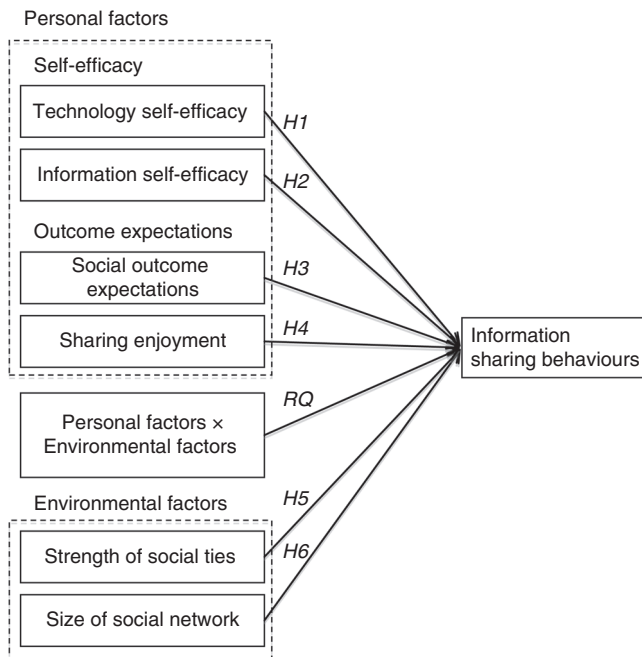 Personal factors
Self-efficacy
Technology self-efficacy
H1
Information self-efficacy
H2
Outcome expectations
Social outcome
expectations
H3
Sharing enjoyment
H4
Information
sharing behaviours
Personal factors ×
Environmental factors
RQ
Environmental factors
H5
Strength of social ties
H6
Size of social network